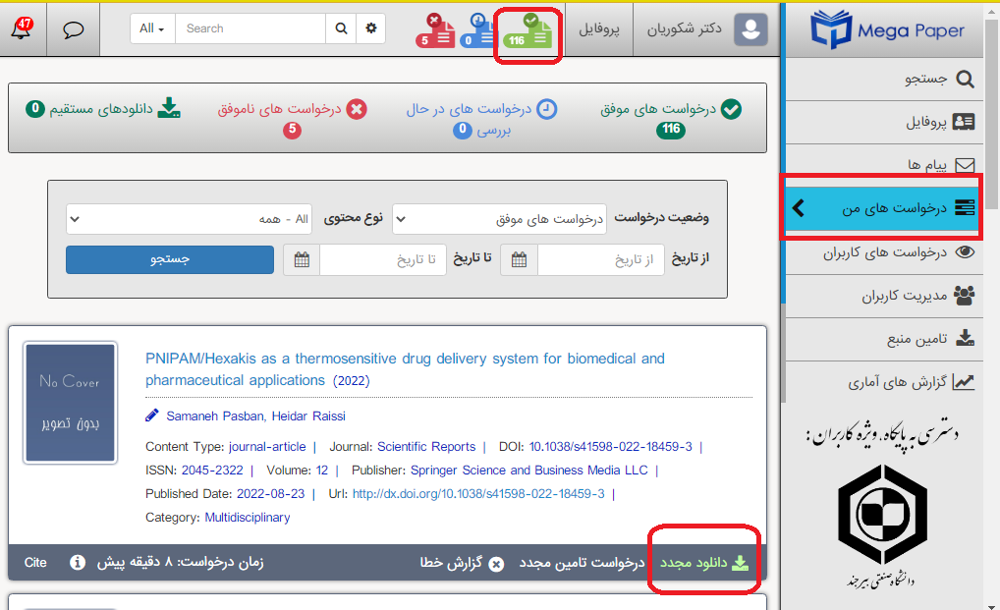 47
All
Search
5
0
116
پروفایل
دکتر شکوریان
Mega Paper
جستجو
پروفایل
پیام ها
درخواست های من
درخواست های کاربران
مدیریت کاربران
تامین منبع
گزارش های آماری
دسترسی به پایگاه، ویژه کاربران :
دانشگاه صنعتی بیرجند
درخواست های موفق
116
درخواست های در حال
بررسی 0
درخواست های ناموفق
5
دانلودهای مستقیم 0
وضعیت درخواست
درخواست های موفق
نوع محتوی
All - همه
از تاریخ
از تاریخ
تا تاریخ
تا تاریخ
جستجو
No Cover
بدون تصویر
PNIPAM/Hexakis as a thermosensitive drug delivery system for biomedical and
pharmaceutical applications (2022)
Samaneh Pasban, Heidar Raissi
Content Type: journal-article | Journal: Scientific Reports | DOI: 10.1038/s41598-022-18459-3 |
ISSN: 2045-2322 | Volume: 12 | Publisher: Springer Science and Business Media LLC |
Published Date: 2022-08-23 | Url: http://dx.doi.org/10.1038/s41598-022-18459-3 |
Category: Multidisciplinary
دانلود مجدد
درخواست تامین مجدد
گزارش خطا
زمان درخواست: ۸ دقیقه پیش
Cite